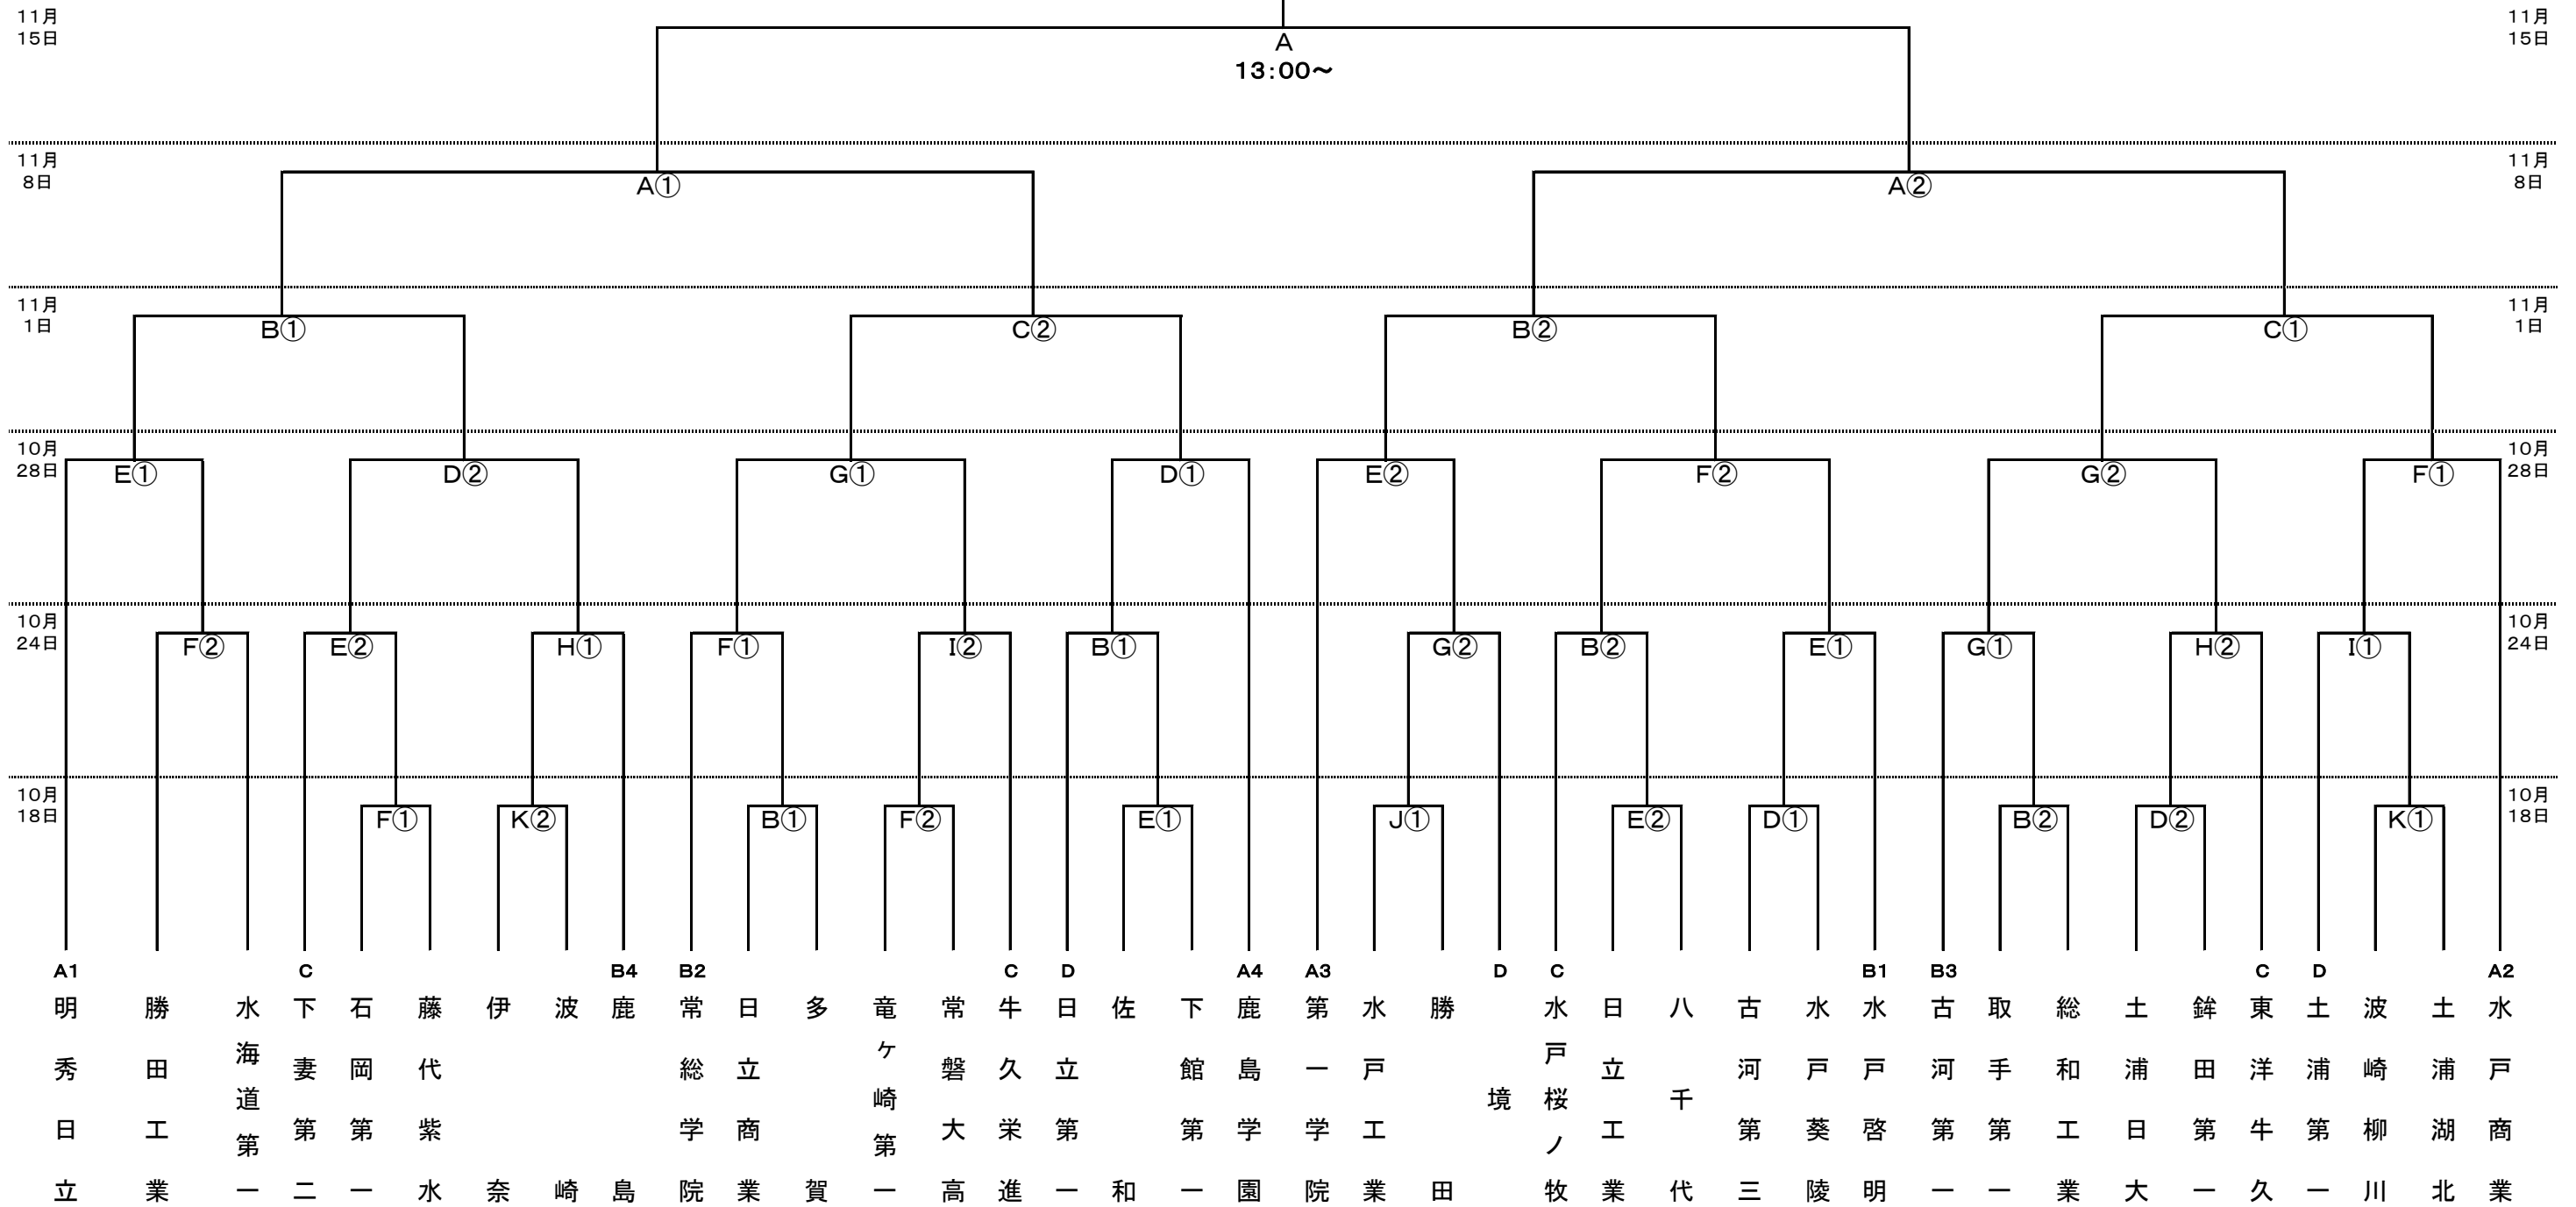 11月
15日
A
13:00～
11月
15日
11月
8日
A①
A②
11月
8日
11月
1日
B①
C②
B②
C①
11月
1日
10月
28日
E①
D②
G①
D①
E②
F②
G②
F①
10月
28日
10月
24日
F②
E②
H①
F①
I②
B①
G②
B②
E①
G①
H②
I①
10月
24日
10月
18日
F①
K②
B①
F②
E①
J①
E②
D①
B②
D②
K①
10月
18日
A1
C
B4
B2
C
D
A4
A3
D
C
B1
B3
C
D
A2
明秀日立
勝田工業
水海道第一
下妻第二
石岡第一
藤代紫水
伊奈
波崎
鹿島
常総学院
日立商業
多賀
竜ヶ崎第一
常磐大高
牛久栄進
日立第一
佐和
下館第一
鹿島学園
第一学院
水戸工業
勝田
境
水戸桜ノ牧
日立工業
八千代
古河第三
水戸葵陵
水戸啓明
古河第一
取手第一
総和工業
土浦日大
鉾田第一
東洋牛久
土浦第一
波崎柳川
土浦湖北
水戸商業